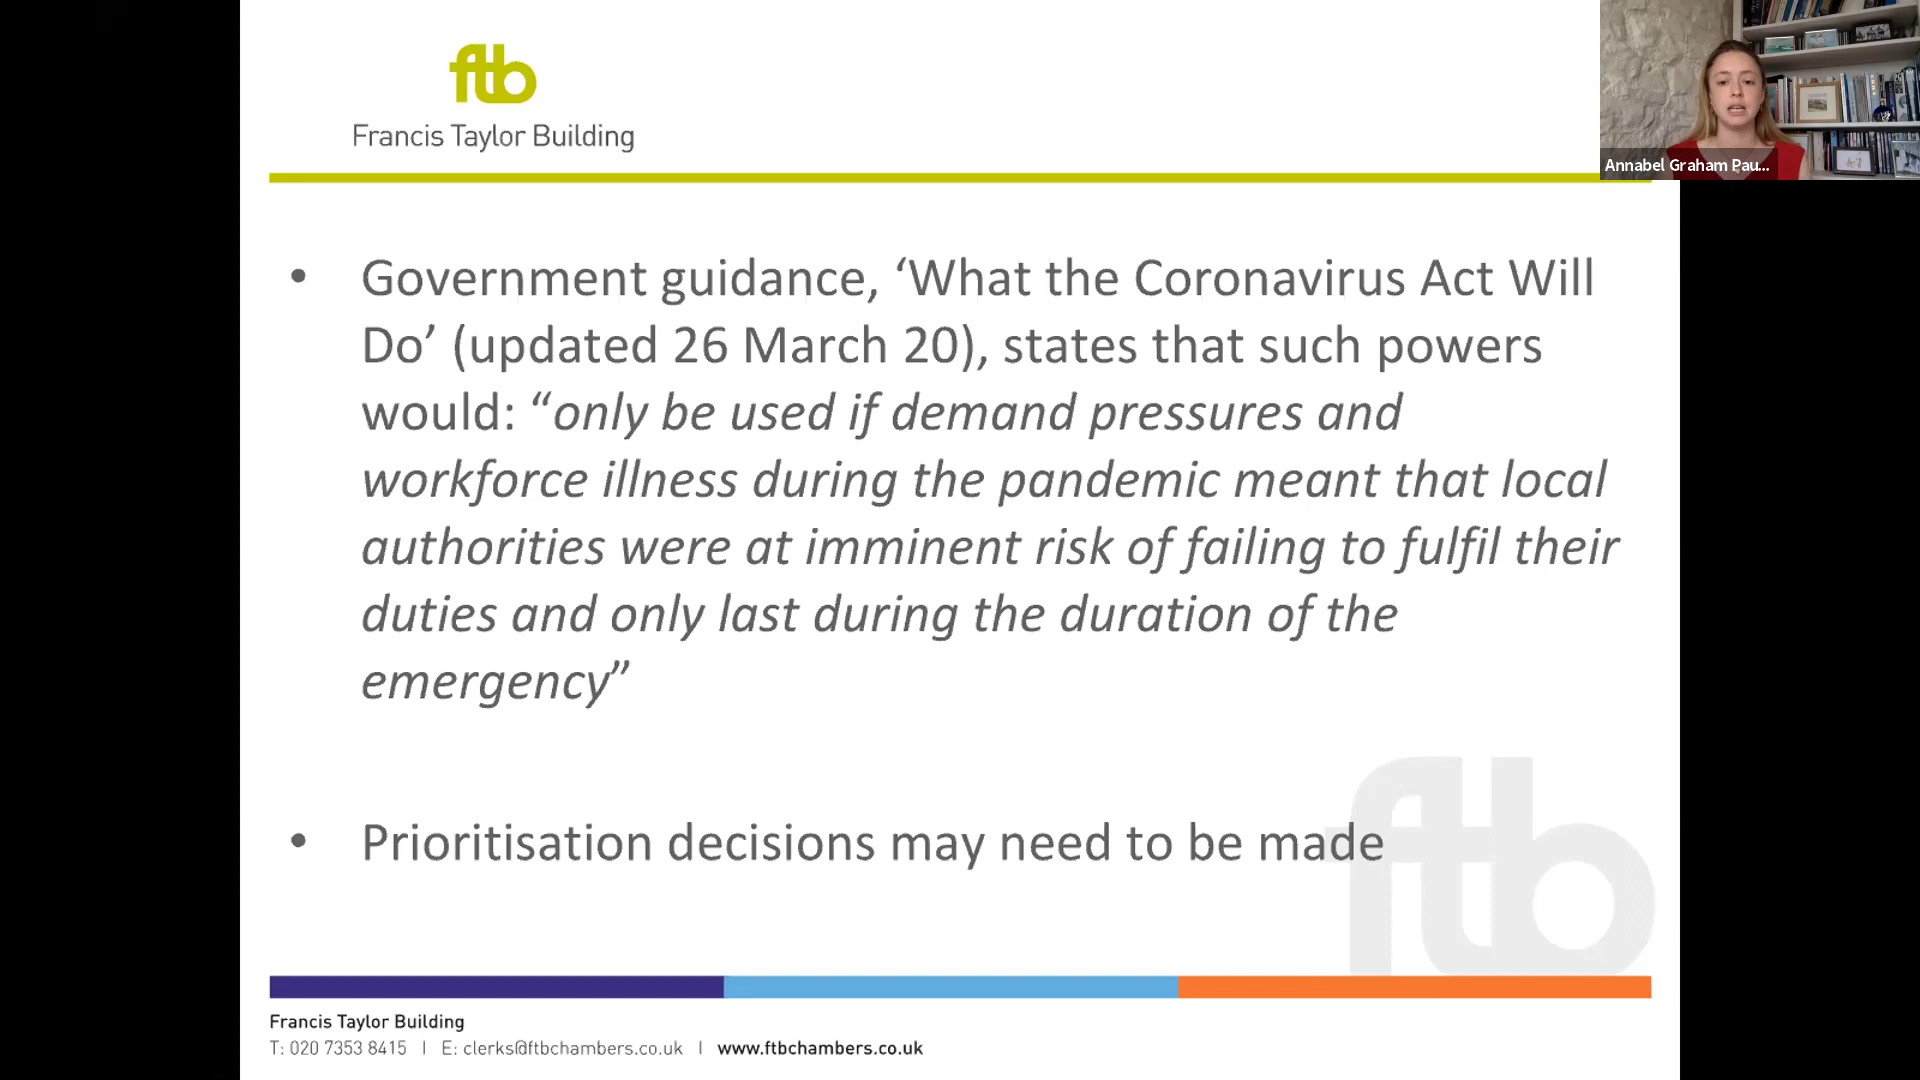 ftb
Francis Taylor Building
Annabel Graham Pau...
• Government guidance, ‘What the Coronavirus Act Will
Do’ (updated 26 March 20), states that such powers
would: “only be used if demand pressures and
workforce illness during the pandemic meant that local
authorities were at imminent risk of failing to fulfil their
duties and only last during the duration of the
emergency”
• Prioritisation decisions may need to be made
ftb
Francis Taylor Building
T: 020 7353 8415 | E: clerks@ftbchambers.co.uk | www.ftbchambers.co.uk